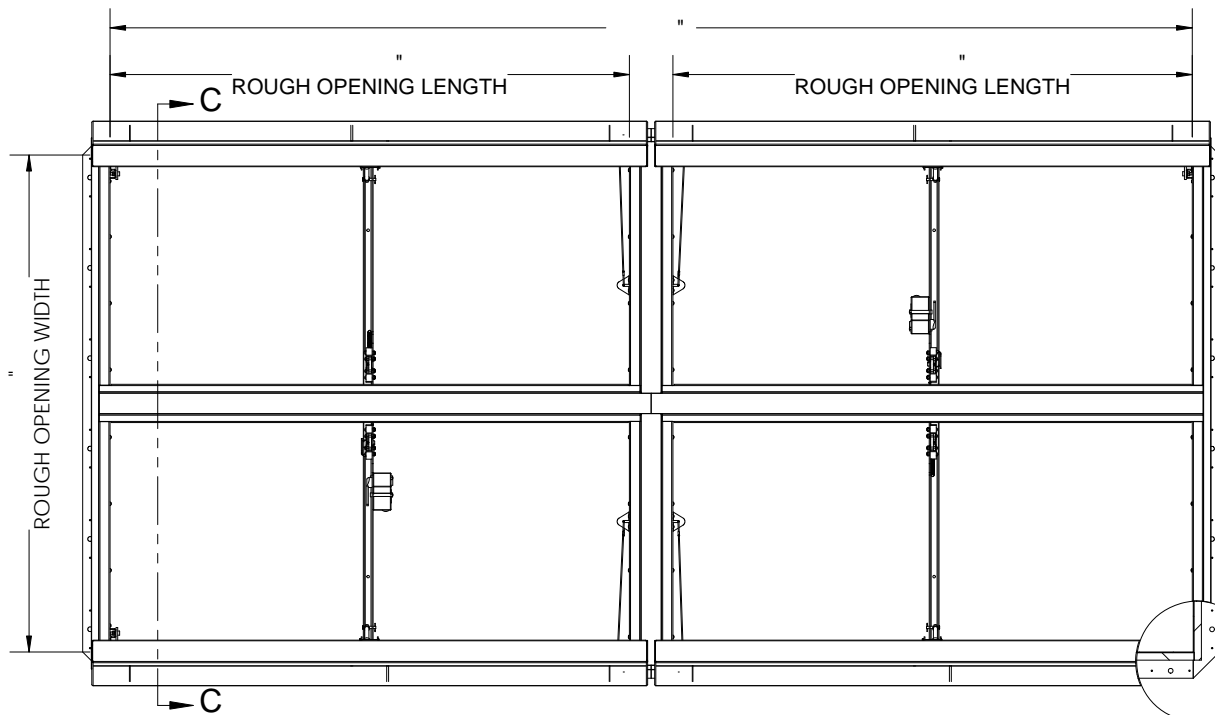 "
" "
ROUGH OPENING LENGTH ROUGH OPENING LENGTH
C
"
ROUGH OPENING WIDTH
C